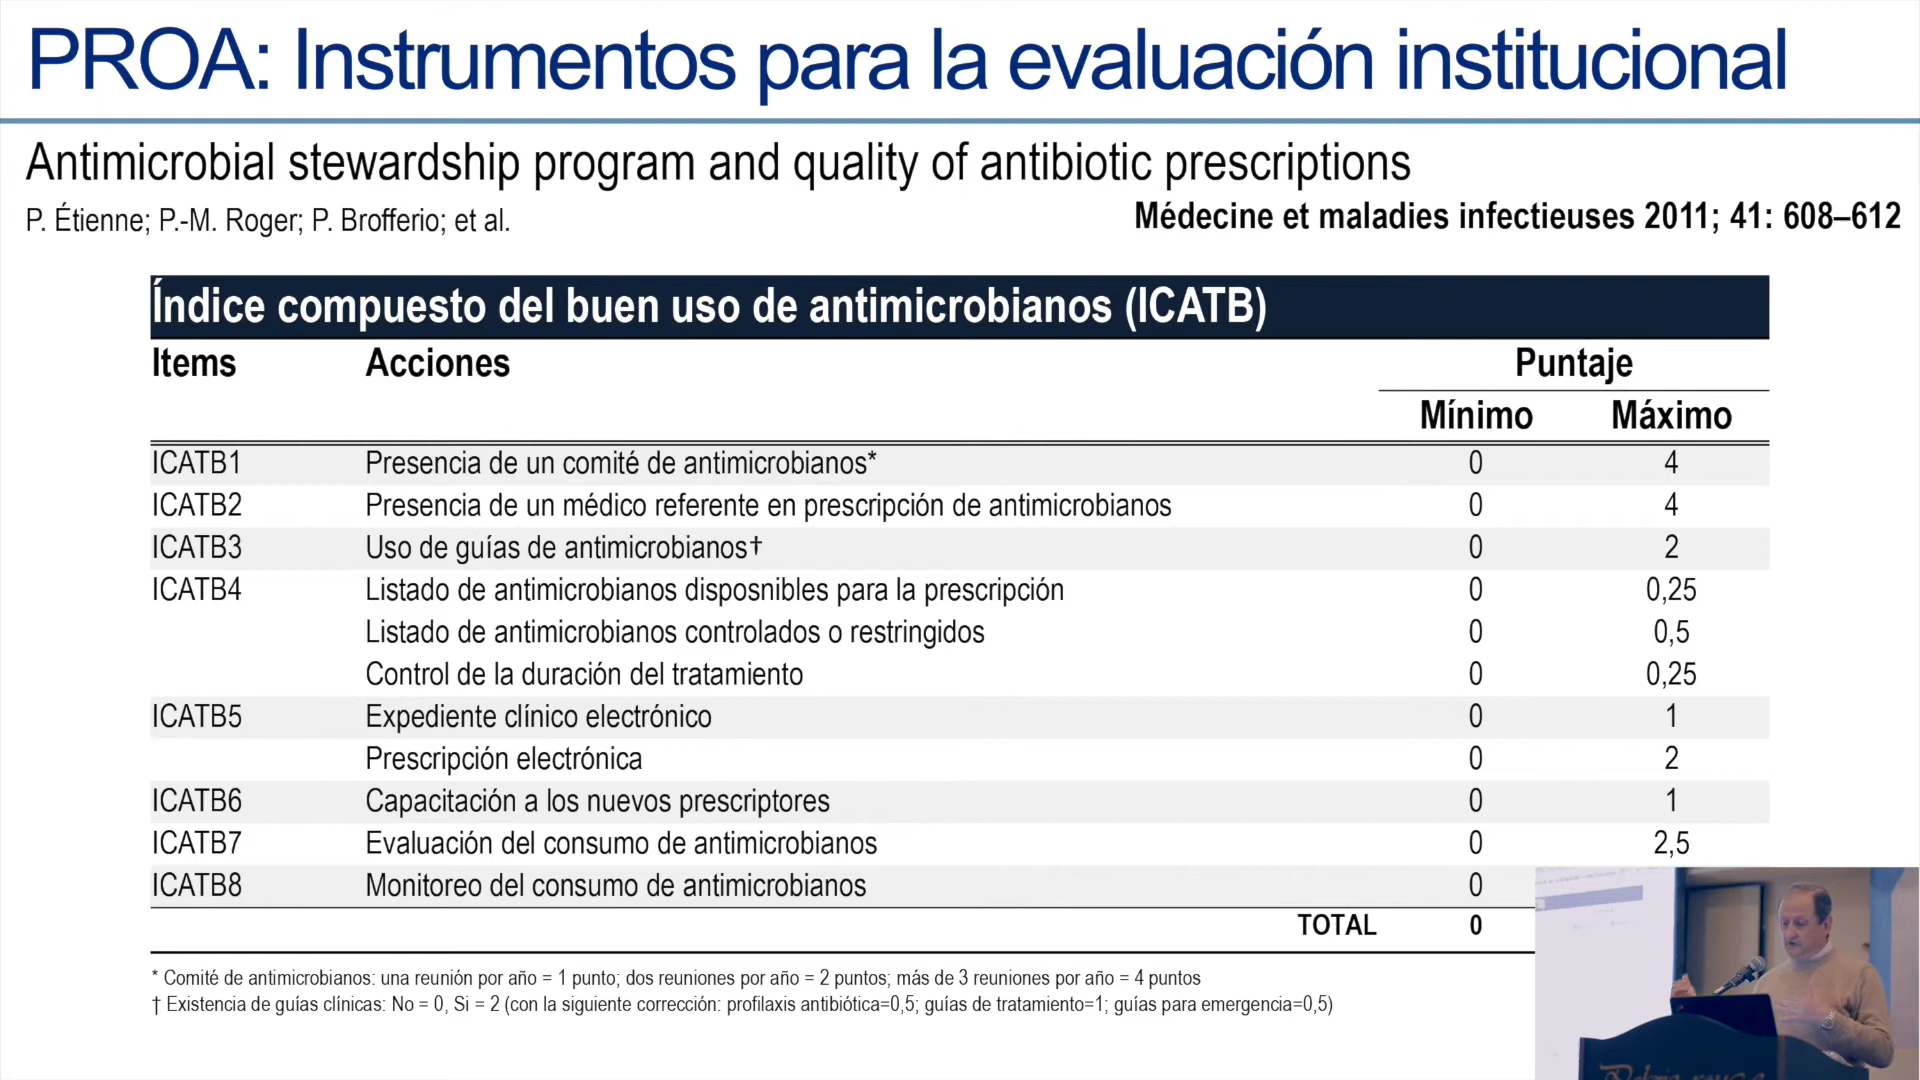 PROA: Instrumentos para la evaluación institucional
Antimicrobial stewardship program and quality of antibiotic prescriptions
P. Étienne; P.-M. Roger; P. Brofferio; et al.
Médecine et maladies infectieuses 2011; 41: 608–612
Índice compuesto del buen uso de antimicrobianos (ICATB)
Items Acciones Puntaje
Mínimo Máximo
ICATB1 Presencia de un comité de antimicrobianos* 0 4
ICATB2 Presencia de un médico referente en prescripción de antimicrobianos 0 4
ICATB3 Uso de guías de antimicrobianos† 0 2
ICATB4 Listado de antimicrobianos disposnibles para la prescripción 0 0,25
Listado de antimicrobianos controlados o restringidos 0 0,5
Control de la duración del tratamiento 0 0,25
ICATB5 Expediente clínico electrónico 0 1
Prescripción electrónica 0 2
ICATB6 Capacitación a los nuevos prescriptores 0 1
ICATB7 Evaluación del consumo de antimicrobianos 0 2,5
ICATB8 Monitoreo del consumo de antimicrobianos 0
TOTAL 0
* Comité de antimicrobianos: una reunión por año = 1 punto; dos reuniones por año = 2 puntos; más de 3 reuniones por año = 4 puntos
† Existencia de guías clínicas: No = 0, Si = 2 (con la siguiente corrección: profilaxis antibiótica=0,5; guías de tratamiento=1; guías para emergencia=0,5)